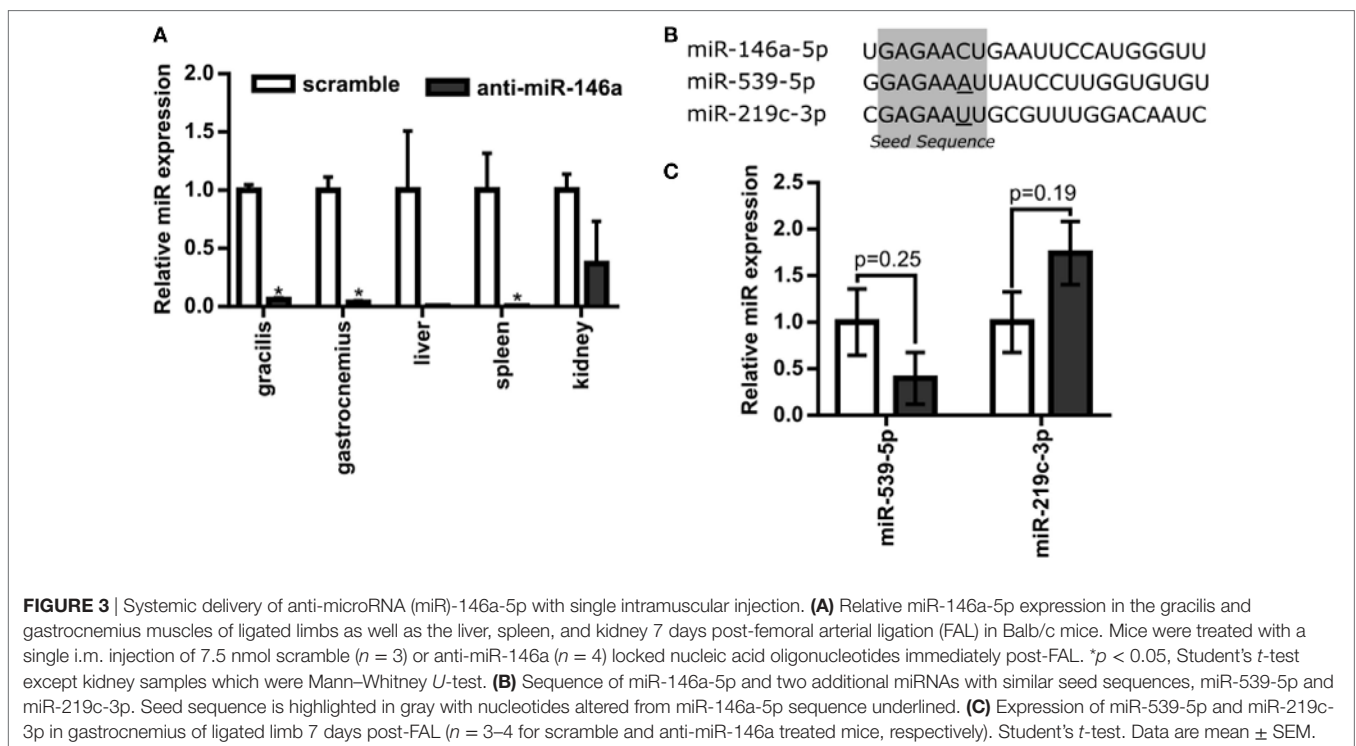 A
2.0
1.5
1.0
0.5
0.0
Relative miR expression
scramble
anti-miR-146a
gracilis
gastrocnemius
liver
spleen
kidney
*
*
*
B
miR-146a-5p UGAGAACUGAAUUCCAUGGGUU
miR-539-5p GGAGAAAUUAUCCUUGGUGUGU
miR-219c-3p CGAGAAUUGCGUUUGGACAAUC
Seed Sequence
C
2.5
2.0
1.5
1.0
0.5
0.0
Relative miR expression
p=0.25
p=0.19
miR-539-5p
miR-219c-3p
FIGURE 3 | Systemic delivery of anti-microRNA (miR)-146a-5p with single intramuscular injection. (A) Relative miR-146a-5p expression in the gracilis and
gastrocnemius muscles of ligated limbs as well as the liver, spleen, and kidney 7 days post-femoral arterial ligation (FAL) in Balb/c mice. Mice were treated with a
single i.m. injection of 7.5 nmol scramble (n = 3) or anti-miR-146a (n = 4) locked nucleic acid oligonucleotides immediately post-FAL. *p < 0.05, Student's t-test
except kidney samples which were Mann–Whitney U-test. (B) Sequence of miR-146a-5p and two additional miRNAs with similar seed sequences, miR-539-5p and
miR-219c-3p. Seed sequence is highlighted in gray with nucleotides altered from miR-146a-5p sequence underlined. (C) Expression of miR-539-5p and miR-219c-
3p in gastrocnemius of ligated limb 7 days post-FAL (n = 3–4 for scramble and anti-miR-146a treated mice, respectively). Student's t-test. Data are mean ± SEM.